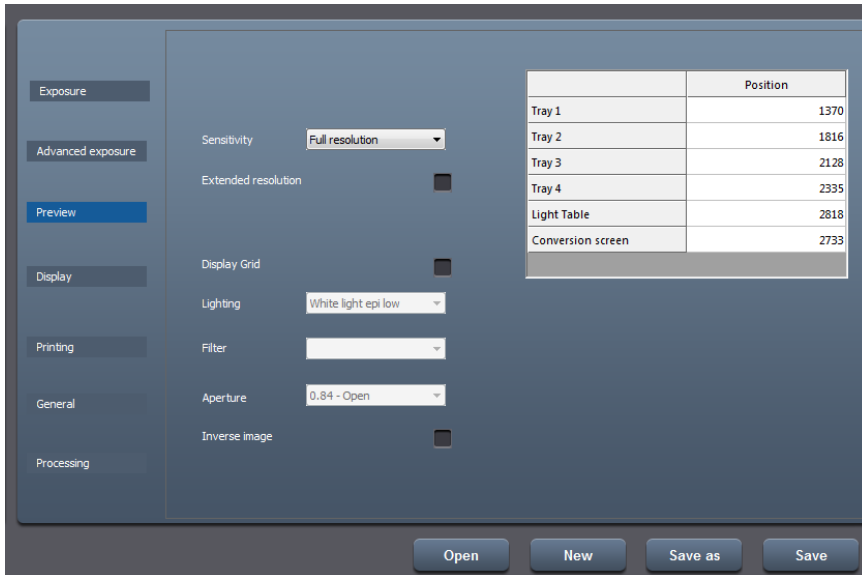 Exposure
Advanced exposure
Preview
Display
Printing
General
Processing
Sensitivity Full resolution
Extended resolution
Display Grid
Lighting White light epi low
Filter
Aperture 0.84 - Open
Inverse image
Position
Tray 1 1370
Tray 2 1816
Tray 3 2128
Tray 4 2335
Light Table 2818
Conversion screen 2733
Open New Save as Save